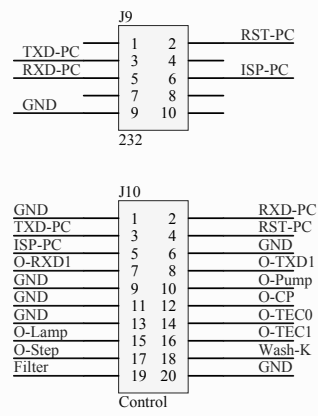 J9
1 2 RST-PC
TXD-PC 3 4
RXD-PC 5 6 ISP-PC
7 8
GND 9 10
232
J10
GND 1 2 RXD-PC
TXD-PC 3 4 RST-PC
ISP-PC 5 6 GND
O-RXD1 7 8 O-TXD1
GND 9 10 O-Pump
GND 11 12 O-CP
GND 13 14 O-TEC0
O-Lamp 15 16 O-TEC1
O-Step 17 18 Wash-K
Filter 19 20 GND
Control